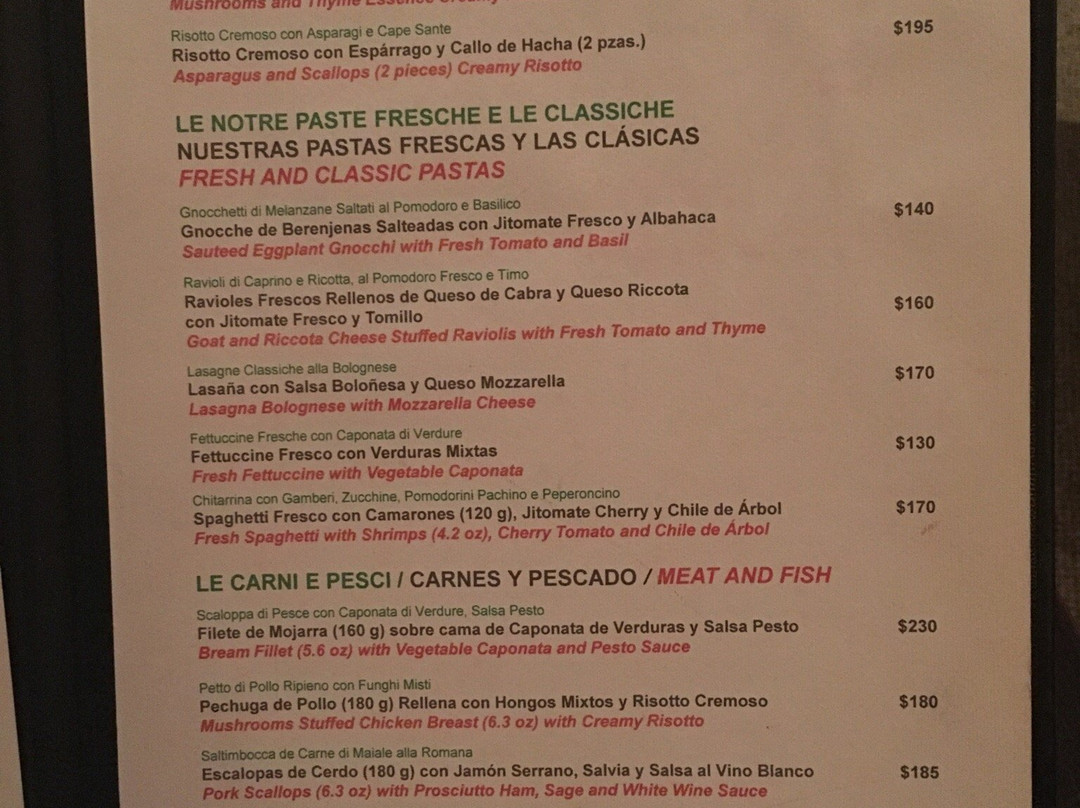 Mushrooms and Thyme Essence Creamy
Risotto Cremoso con Asparagi e Cape Sante
Risotto Cremoso con Espárrago y Callo de Hacha (2 pzas.) $195
Asparagus and Scallops (2 pieces) Creamy Risotto
LE NOTRE PASTE FRESCHE E LE CLASSICHE
NUESTRAS PASTAS FRESCAS Y LAS CLÁSICAS
FRESH AND CLASSIC PASTAS
Gnocchetti di Melanzane Saltati al Pomodoro e Basilico
Gnocche de Berenjenas Salteadas con Jitomate Fresco y Albahaca $140
Sauteed Eggplant Gnocchi with Fresh Tomato and Basil
Ravioli di Caprino e Ricotta, al Pomodoro Fresco e Timo
Ravioles Frescos Rellenos de Queso de Cabra y Queso Riccota $160
con Jitomate Fresco y Tomillo
Goat and Riccota Cheese Stuffed Raviolis with Fresh Tomato and Thyme
Lasagne Classiche alla Bolognese
Lasaña con Salsa Boloñesa y Queso Mozzarella $170
Lasagna Bolognese with Mozzarella Cheese
Fettuccine Fresche con Caponata di Verdure
Fettuccine Fresco con Verduras Mixtas $130
Fresh Fettuccine with Vegetable Caponata
Chitarrina con Gamberi, Zucchine, Pomodorini Pachino e Peperoncino
Spaghetti Fresco con Camarones (120 g), Jitomate Cherry y Chile de Árbol $170
Fresh Spaghetti with Shrimps (4.2 oz), Cherry Tomato and Chile de Árbol
LE CARNI E PESCI / CARNES Y PESCADO / MEAT AND FISH
Scaloppa di Pesce con Caponata di Verdure, Salsa Pesto
Filete de Mojarra (160 g) sobre cama de Caponata de Verduras y Salsa Pesto $230
Bream Fillet (5.6 oz) with Vegetable Caponata and Pesto Sauce
Petto di Pollo Ripieno con Funghi Misti
Pechuga de Pollo (180 g) Rellena con Hongos Mixtos y Risotto Cremoso $180
Mushrooms Stuffed Chicken Breast (6.3 oz) with Creamy Risotto
Saltimbocca de Carne di Maiale alla Romana
Escalopas de Cerdo (180 g) con Jamón Serrano, Salvia y Salsa al Vino Blanco $185
Pork Scallops (6.3 oz) with Prosciutto Ham, Sage and White Wine Sauce